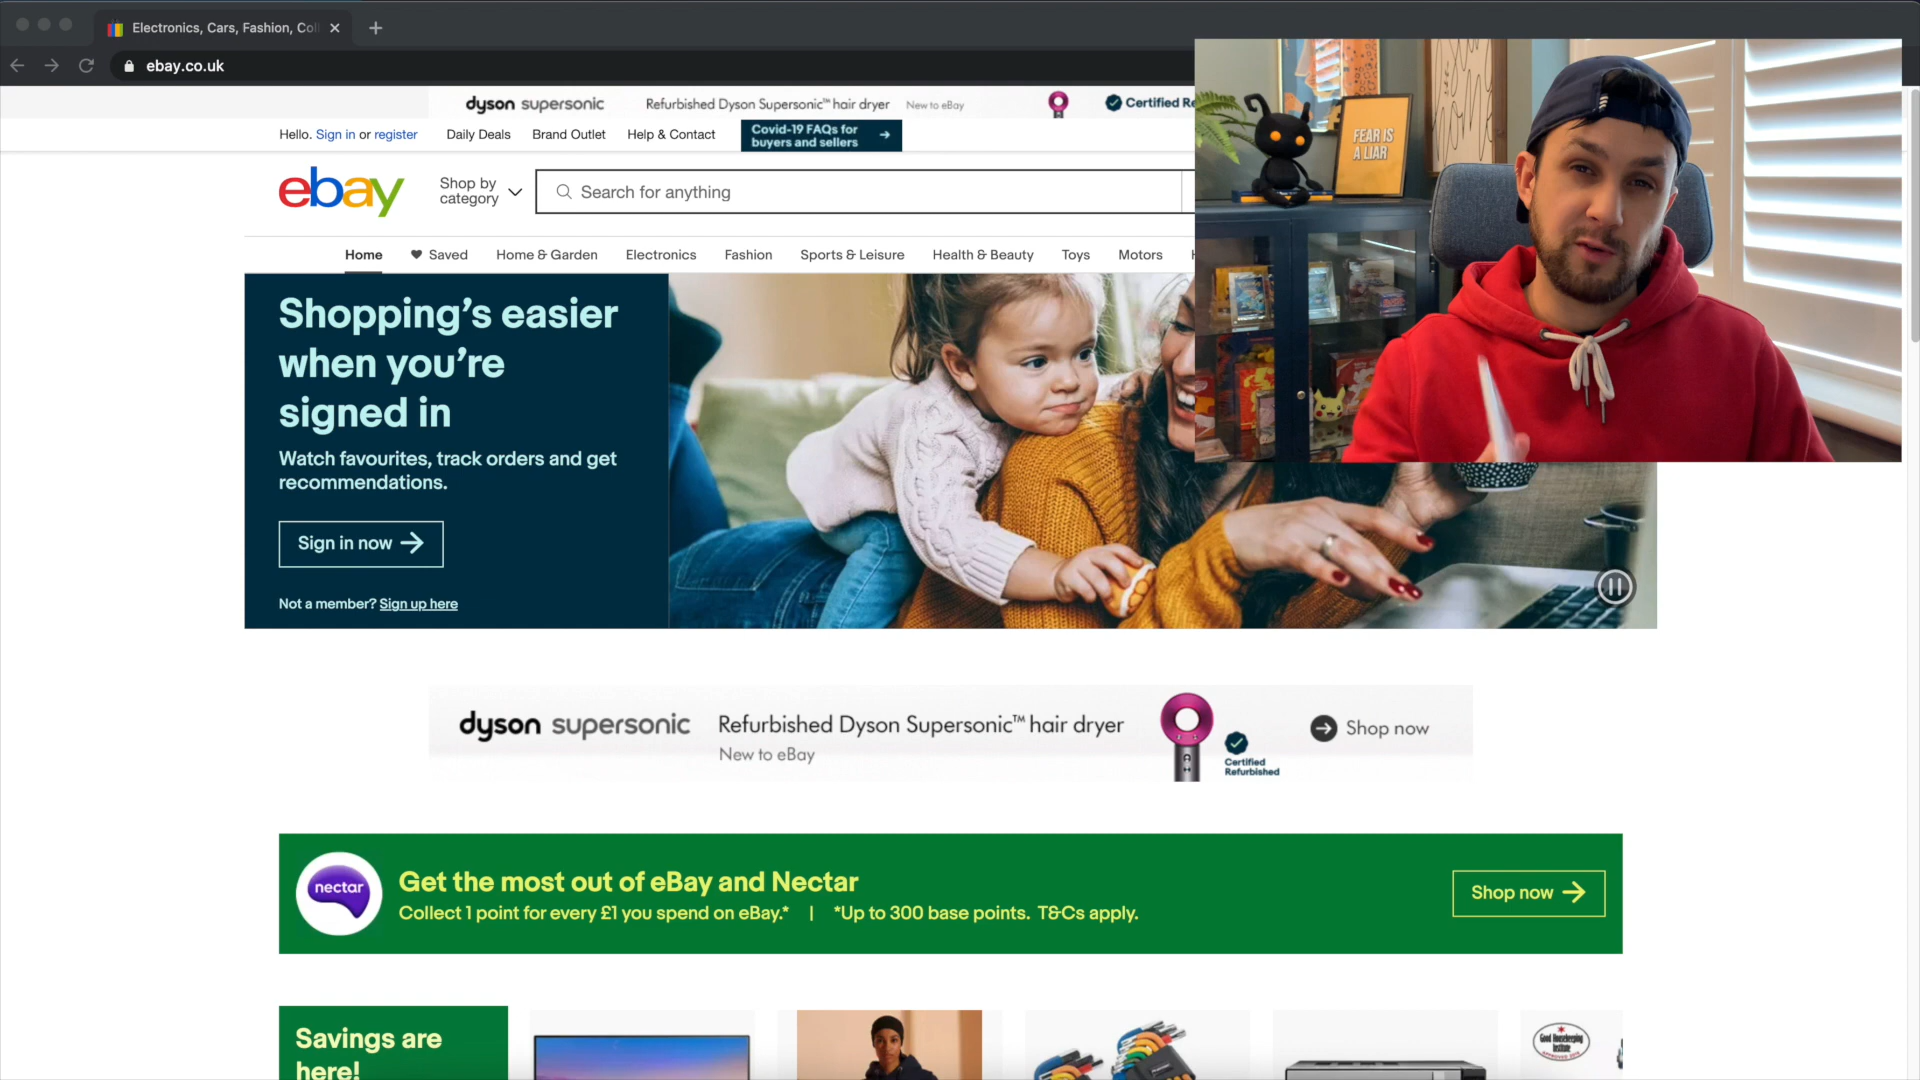 Electronics, Cars, Fashion, Col
ebay.co.uk
dyson supersonic Refurbished Dyson Supersonic™ hair dryer New to eBay Certified Re
Hello. Sign in or register Daily Deals Brand Outlet Help & Contact
Covid-19 FAQs for
buyers and sellers
ebay
Shop by
category
Search for anything
Home Saved Home & Garden Electronics Fashion Sports & Leisure Health & Beauty Toys Motors
FEAR IS
A LIAR
Shopping's easier
when you're
signed in
Watch favourites, track orders and get
recommendations.
Sign in now
Not a member? Sign up here
dyson supersonic Refurbished Dyson Supersonic™ hair dryer
New to eBay
Certified
Refurbished
Shop now
nectar
Get the most out of eBay and Nectar
Collect 1 point for every £1 you spend on eBay.* | *Up to 300 base points. T&Cs apply.
Shop now
Savings are
here!
Good Housekeeping
Institute